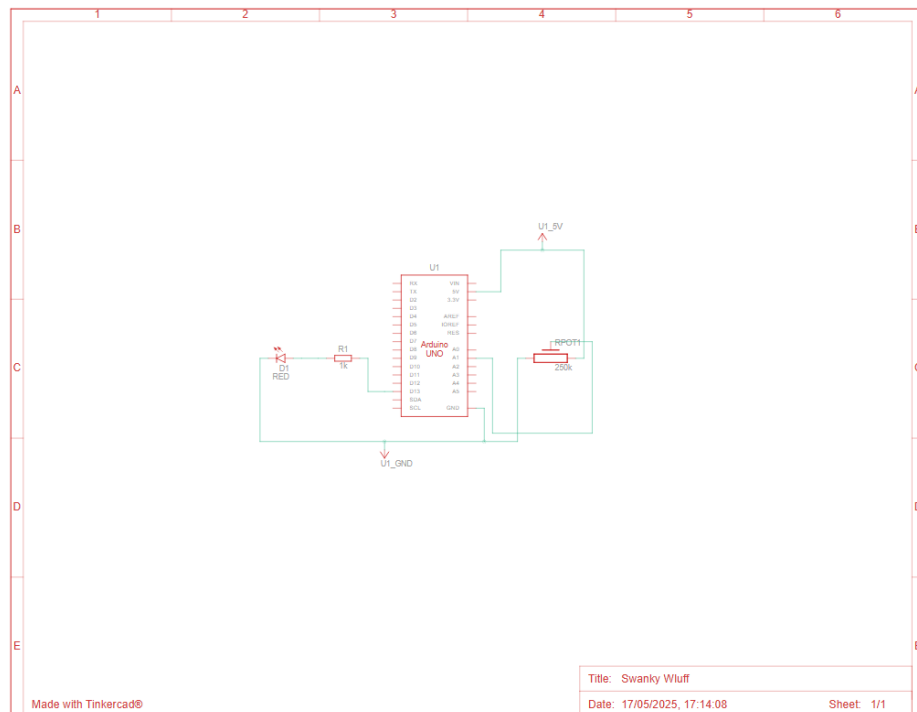 1 2 3 4 5 6
A A
B B
C C
D D
E E
U1_5V
U1
RX VIN
TX 5V
D2 3.3V
D3
D4 AREF
D5 IOREF
D6 RES
D7
D8 A0
D9 A1
D10 A2
D11 A3
D12 A4
D13 A5
SDA
SCL GND
Arduino
UNO
R1
1k
D1
RED
RPOT1
250k
U1_GND
Title: Swanky Wluff
Made with Tinkercad®
Date: 17/05/2025, 17:14:08 Sheet: 1/1